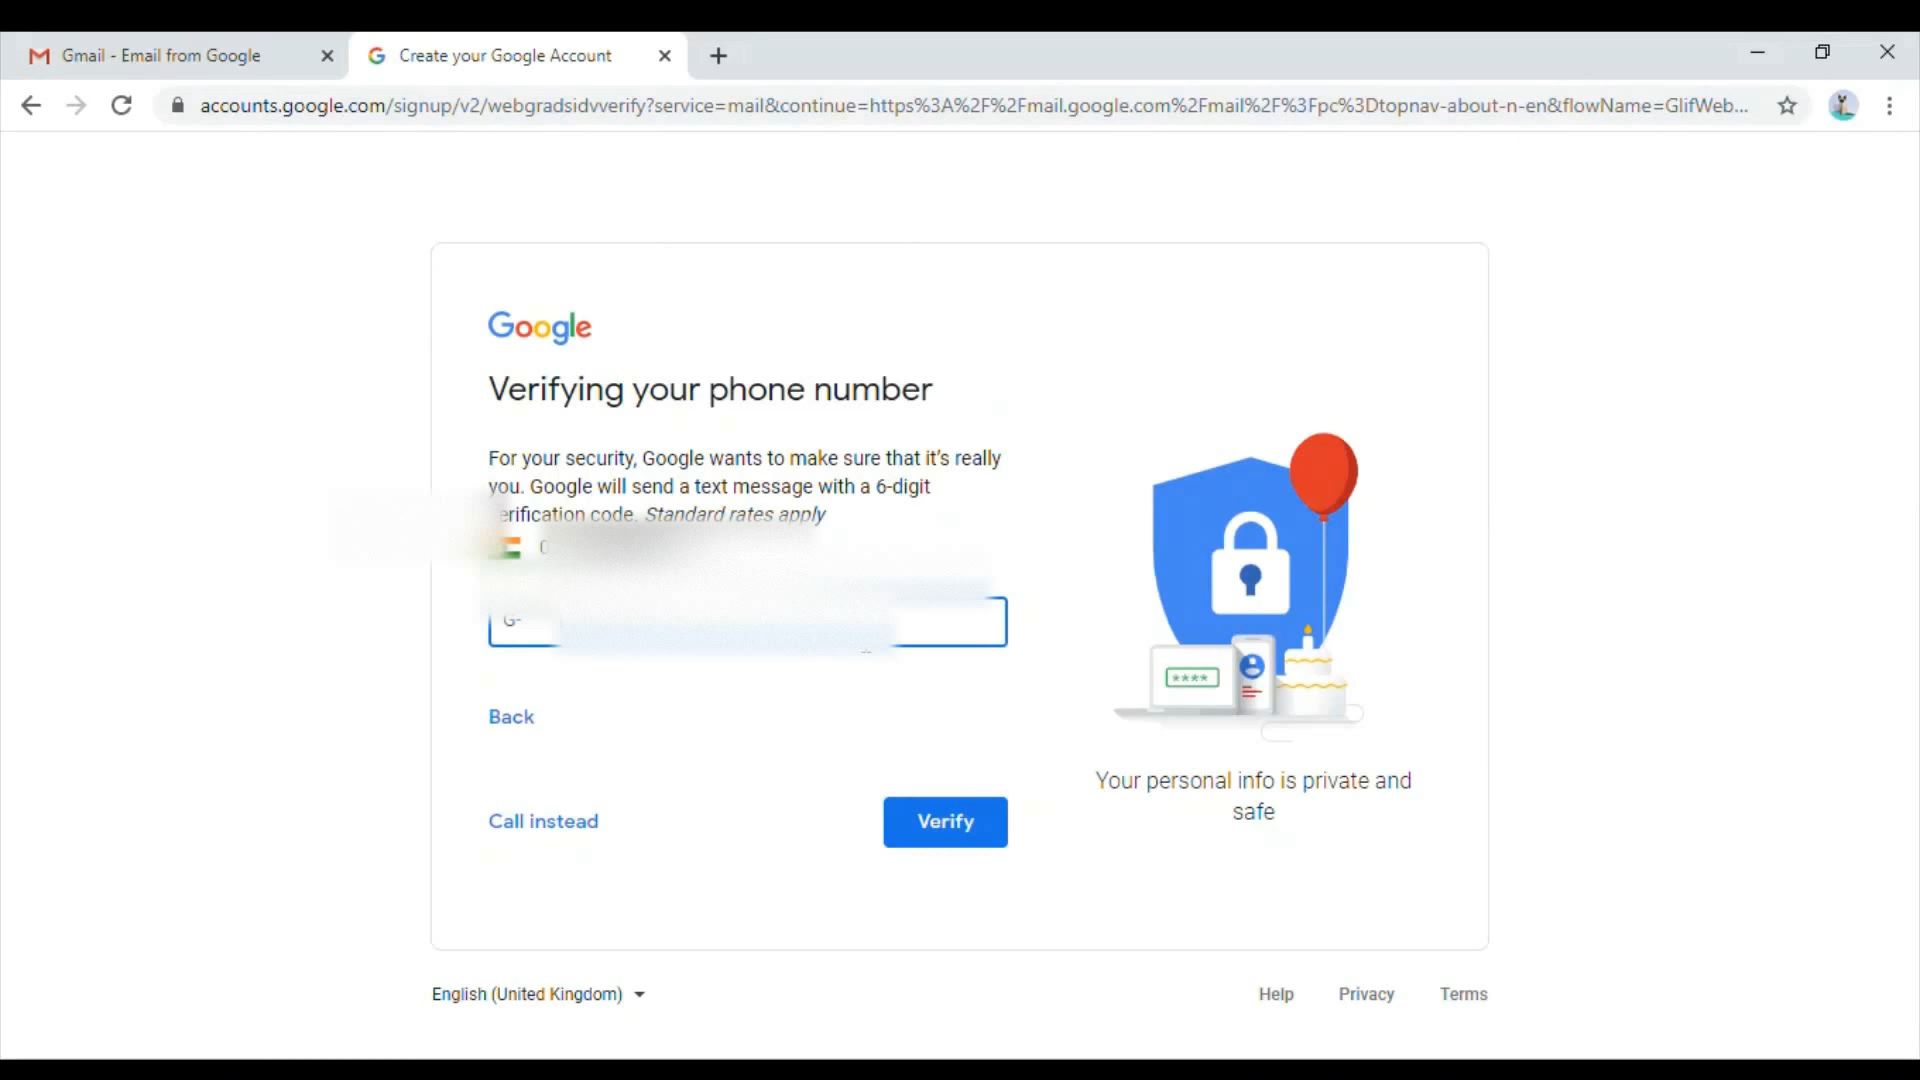 Gmail - Email from Google
Create your Google Account
accounts.google.com/signup/v2/webgradsidvverify?service=mail&continue=https%3A%2F%2Fmail.google.com%2Fmail%2F%3Fpc%3Dtopnav-about-n-en&flowName=GlifWeb...
Google
Verifying your phone number
For your security, Google wants to make sure that it's really
you. Google will send a text message with a 6-digit
verification code. Standard rates apply
G-
Back
Call instead
Verify
****
Your personal info is private and
safe
English (United Kingdom)
Help
Privacy
Terms